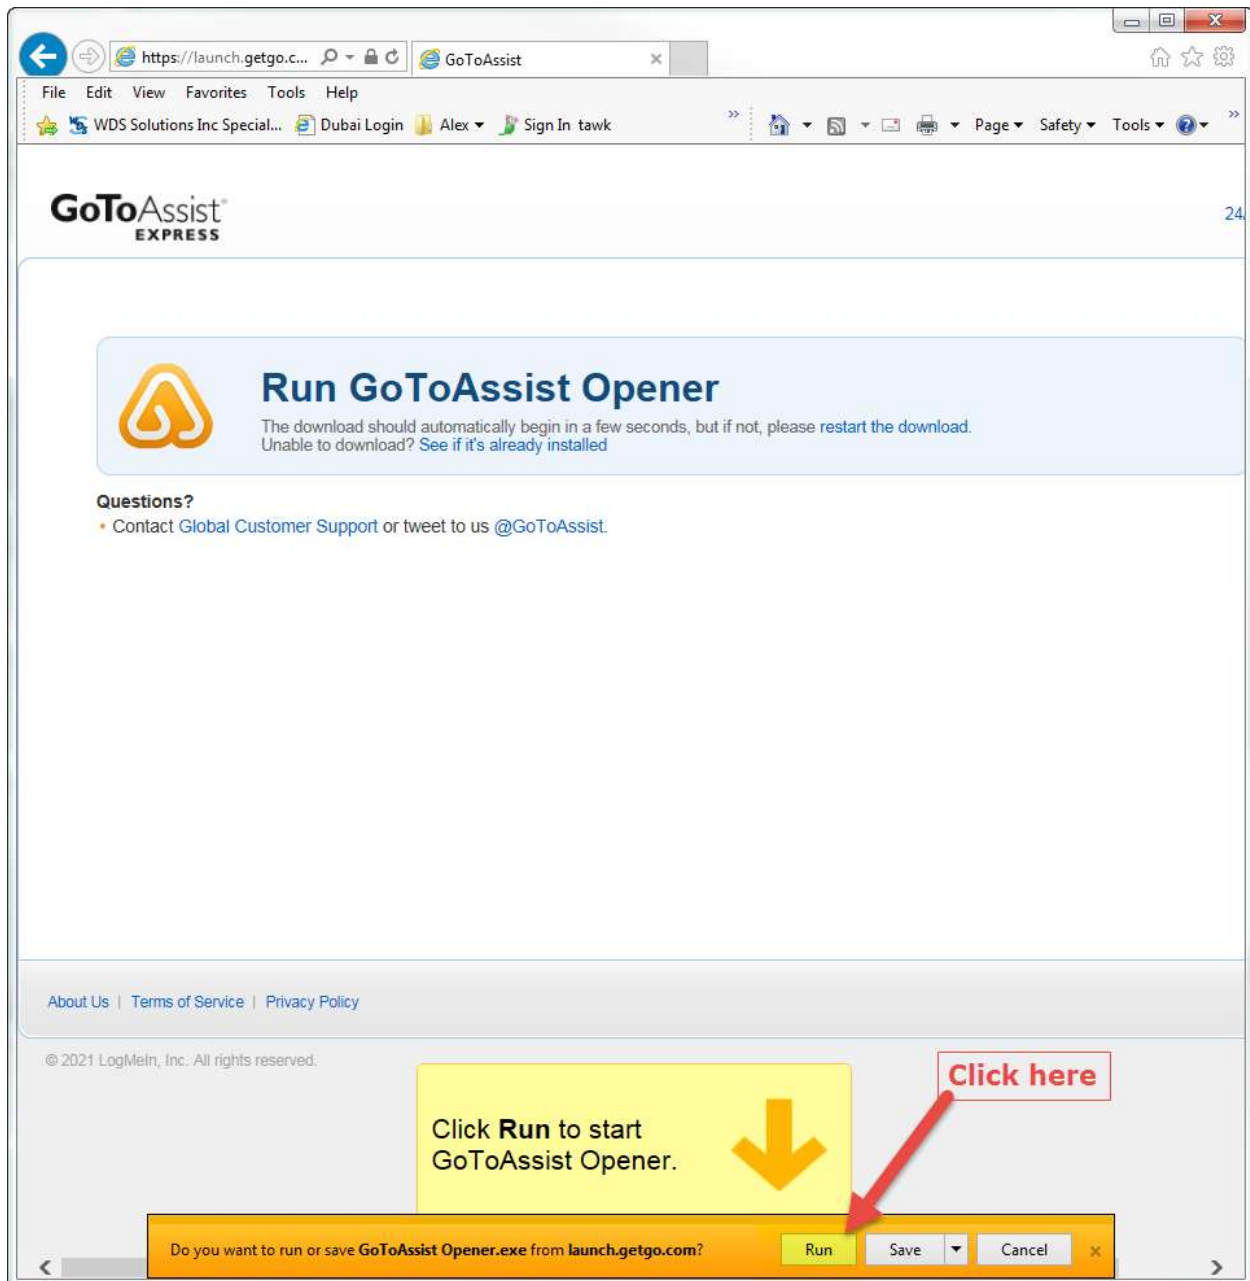 https://launch.getgo.c...
GoToAssist
File Edit View Favorites Tools Help
WDS Solutions Inc Special... Dubai Login Alex Sign In tawk
Page Safety Tools
GoToAssist
EXPRESS
24
Run GoToAssist Opener
The download should automatically begin in a few seconds, but if not, please restart the download.
Unable to download? See if it's already installed
Questions?
• Contact Global Customer Support or tweet to us @GoToAssist.
About Us | Terms of Service | Privacy Policy
© 2021 LogMeIn, Inc. All rights reserved.
Click here
Click Run to start
GoToAssist Opener.
Do you want to run or save GoToAssist Opener.exe from launch.getgo.com? Run Save Cancel